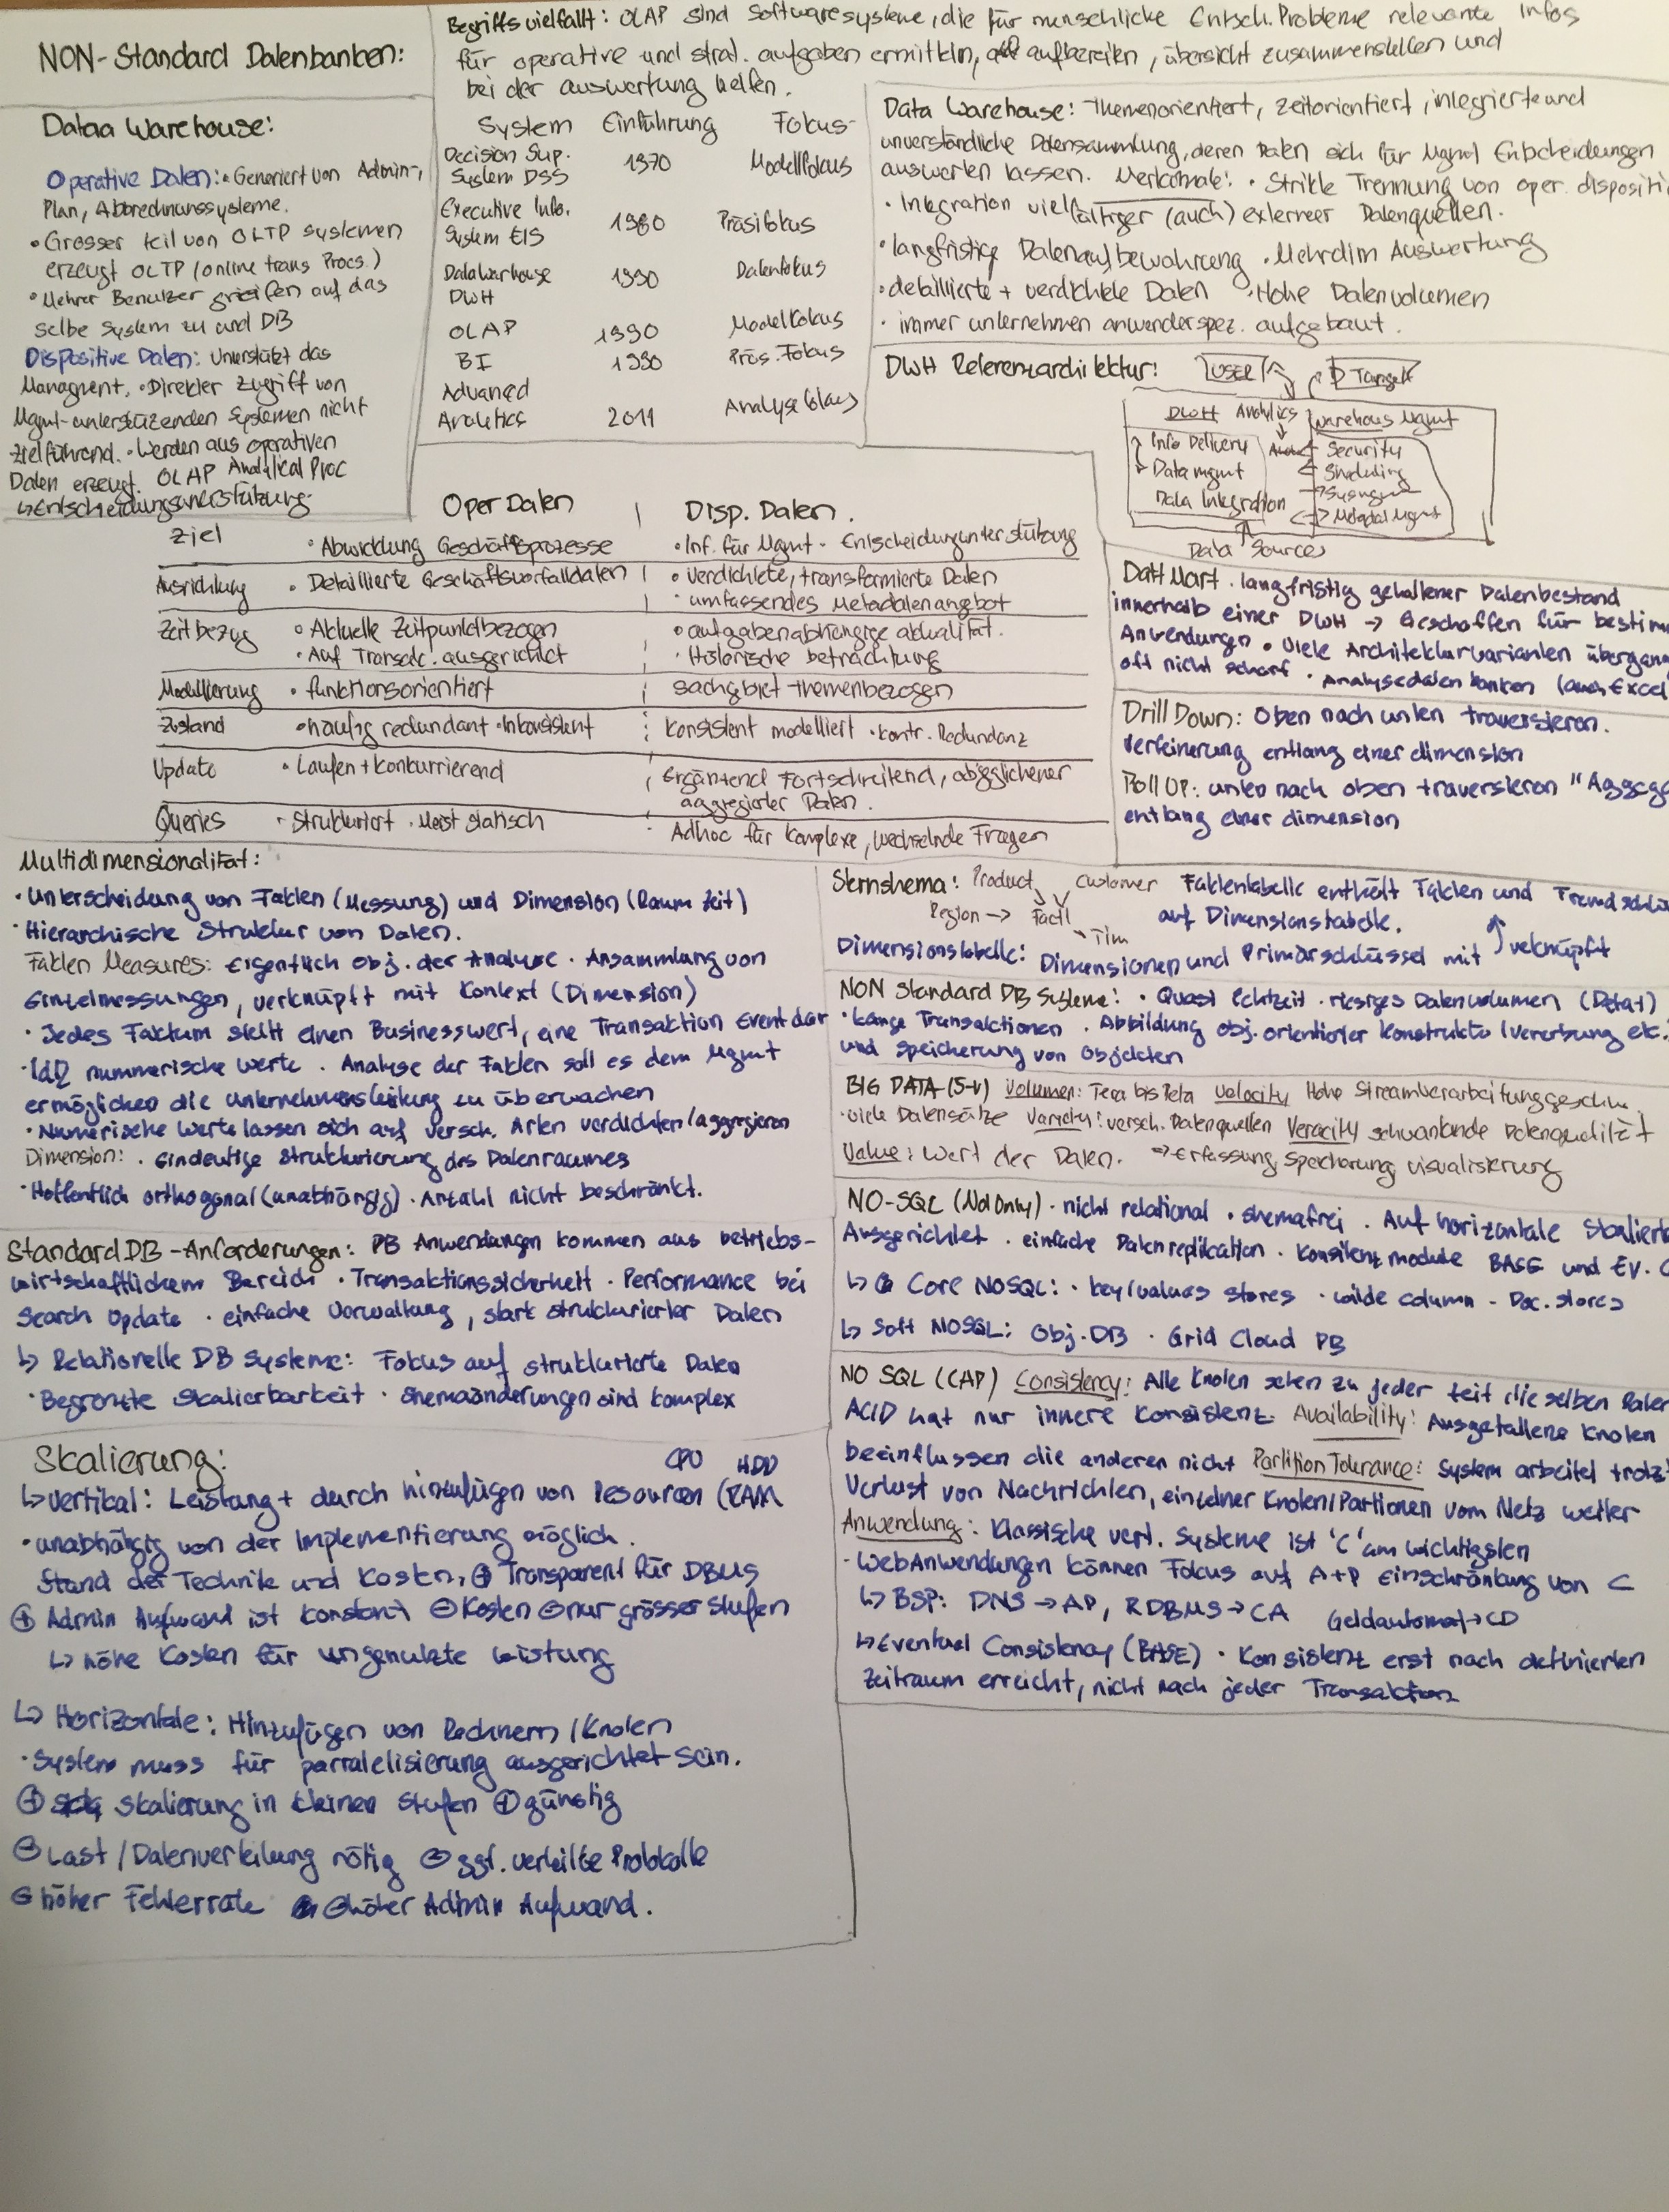 NON-Standard Datenbanken:
Begriffsvielfallt: OLAP sind Softwaresysteme, die für menschliche Entsch. Probleme relevante Infos
für operative und strat. aufgaben ermitteln, aufbereiten, übersicht zusammenstellen und
bei der auswertung helfen.
Dataa Warehouse:
Operative Daten: • Generiert von Admin-,
Plan, Abbrechnunssysteme.
• Grosser teil von OLTP systemen
erzeugt OLTP (online trans Procs.)
• Mehrer Benutzer greifen auf das
selbe System zu und DB
Dispositive Daten: Unterstützt das
Managment. • Direkter Zugriff von
Mgmt-unterstüzenden Systemen nicht
zielführend. • Werden aus operativen
Daten erzeugt. OLAP Analytical Proc
↳ Entscheidungsunterstützung.
System Einführung Fokus
Decision Sup. System DSS 1970 Modellfokus
Executive Info. System EIS 1980 Präsifokus
Data Warhouse DWH 1990 Datenfokus
OLAP 1990 Modelfokus
BI 1990 Präs. Fokus
Advanced Analytics 2011 Analysefokus
Data Warehouse: Themenorientiert, zeitorientiert, integrierte und
unverständliche Datensammlung, deren Daten sich für Mgmt Entscheidungen
auswerten lassen. Merkmale: • Strikte Trennung von oper. dispositi
• Integration vielfältiger (auch) externer Datenquellen.
• langfristige Datenaufbewahrung • Mehrdim Auswertung
• detaillierte + verdichtete Daten • Hohe Datenvolumen
• immer unternehmen anwenderspez. aufgebaut.
DWH Referenzarchitektur: USER Target
DWH Analytics Warehous Mgmt
Info Delivery Security
Data mgmt
Data Integration Metadat Mgmt
Data Sources
Oper Daten | Disp. Daten.
Ziel • Abwicklung Geschäftsprozesse • Inf. für Mgmt - Entscheidungunterstützung
Ausrichtung • Detaillierte Geschäftsvorfalldaten • verdichtete, transformierte Daten
• umfassendes Metadatenangebot
Zeitbezug • Aktuelle Zeitpunktbezogen • aufgabenabhängige aktualität.
• Auf Transac. ausgerichtet • Historische betrachtung
Modellierung • funktionsorientiert sachgebiet-themenbezogen
Zustand • häufig redundant • Inkonsistent konsistent modelliert • kontr. Redundanz
Update • Laufen + konkurrierend Ergänzend Fortschreitend, abgeglichener
aggregierter Daten.
Queries • Strukturiert • Meist statisch • Adhoc für komplexe, wechselnde Fragen
Datt Mart • langfristig gehaltener Datenbestand
innerhalb einer DWH → Geschaffen für bestim
Anwendungen • viele Architekturvarianten übergan
oft nicht scharf • Analysedatenbanken (auch Excel
Drill Down: Oben nach unten traversieren.
Verfeinerung entlang einer dimension
Roll Up: unten nach oben traversieren "Aggreg
entlang einer dimension
Multidimensionalität:
• Unterscheidung von Fakten (Messung) und Dimension (Raum Zeit)
• Hierarchische Struktur von Daten.
Fakten Measures: Eigentlich Obj. der Analyse • Ansammlung von
Einzelmessungen, verknüpft mit Kontext (Dimension)
• Jedes Faktum stellt einen Businesswert, eine Transaktion Event dar
• IdR nummerische Werte. Analyse der Fakten soll es dem Mgmt
ermöglichen die unternehmensleistung zu überwachen
• Numerische Werte lassen sich auf versch. Arten verdichten/aggregieren
Dimension: • Eindeutige Strukturierung des Datenraumes
• Hoffentlich orthogonal (unabhängig) • Anzahl nicht beschränkt.
Standard DB-Anforderungen: DB Anwendungen kommen aus betriebs-
wirtschaftlichem Bereich • Transaktionssicherheit • Performance bei
Search Update • einfache Verwaltung, stark strukturierter Daten
↳ Relationelle DB Systeme: Fokus auf strukturierte Daten
• Begrenzte Skalierbarkeit • Shemaänderungen sind komplex
Sternshema: Product Customer Faktentabelle enthält Fakten und Fremdschlü
Region → Fact Tim auf Dimensionstabelle.
Dimensionstabelle: Dimensionen und Primärschlüssel mit ↑ veknüpft
NON Standard DB Systeme: • Quasi Echtzeit • riesiges Datenvolumen
• Lange Transaktionen • Abbildung obj. orientierter Konstrukte (vererbung etc.)
und speicherung von Objekten
BIG DATA (5-V) Volumen: Tera bis Peta Velocity Hohe Streamverarbeitunggeschw.
• viele Datensätze Variety: versch. Datenquellen Veracity schwankende Datenqualität
Value: Wert der Daten. → Erfassung, Speicherung, visualisierung
NO-SQL (Not Only) • nicht relational • shemafrei • Auf horizontale Skaliert
Ausgerichtet • einfache Datenreplikation • Konsitenzmodule BASE und EV. C
↳ Core NOSQL: • key/values stores • wide column - Doc. stores
↳ Soft NOSQL: Obj. DB • Grid Cloud DB
NO SQL (CAP) Consistency: Alle Knoten sehen zu jeder zeit die selben Daten
ACID hat nur innere Konsistenz. Availability: Ausgefallene Knoten
beeinflussen die anderen nicht Partition Tolerance: System arbeitet trotz
Verlust von Nachrichten, einzelner Knoten/Partionen vom Netz weiter
Anwendung: Klassische vert. Systeme ist 'C' am wichtigsten
- WebAnwendungen können Fokus auf A+P Einschränkung von C
↳ BSP: DNS → AP, RDBMS → CA Geldautomat → CD
↳ Eventuel Consistency (BASE) • Konsistenz erst nach definierten
Zeitraum erreicht, nicht nach jeder Transaktion
Skalierung: CPU HDD
↳ vertikal: Leistung + durch hinzufügen von Resourcen (RAM
• unabhängig von der Implementierung möglich.
Stand der Technik und Kosten, ⊕ Transparent für DBMS
⊕ Admin Aufwand ist konstant ⊖ Kosten ⊖ nur grösser Stufen
↳ höhe Kosten für ungenutzte Leistung
↳ Horizontale: Hinzufügen von Rechnern / Knoten
• System muss für parralelisierung ausgerichtet sein.
⊕ Skalierung in kleinen Stufen ⊕ günstig
⊖ Last / Datenverteilung nötig ⊖ ggf. verteilte Protokolle
⊖ höher Fehlerrate ⊖ höter Admin Aufwand.